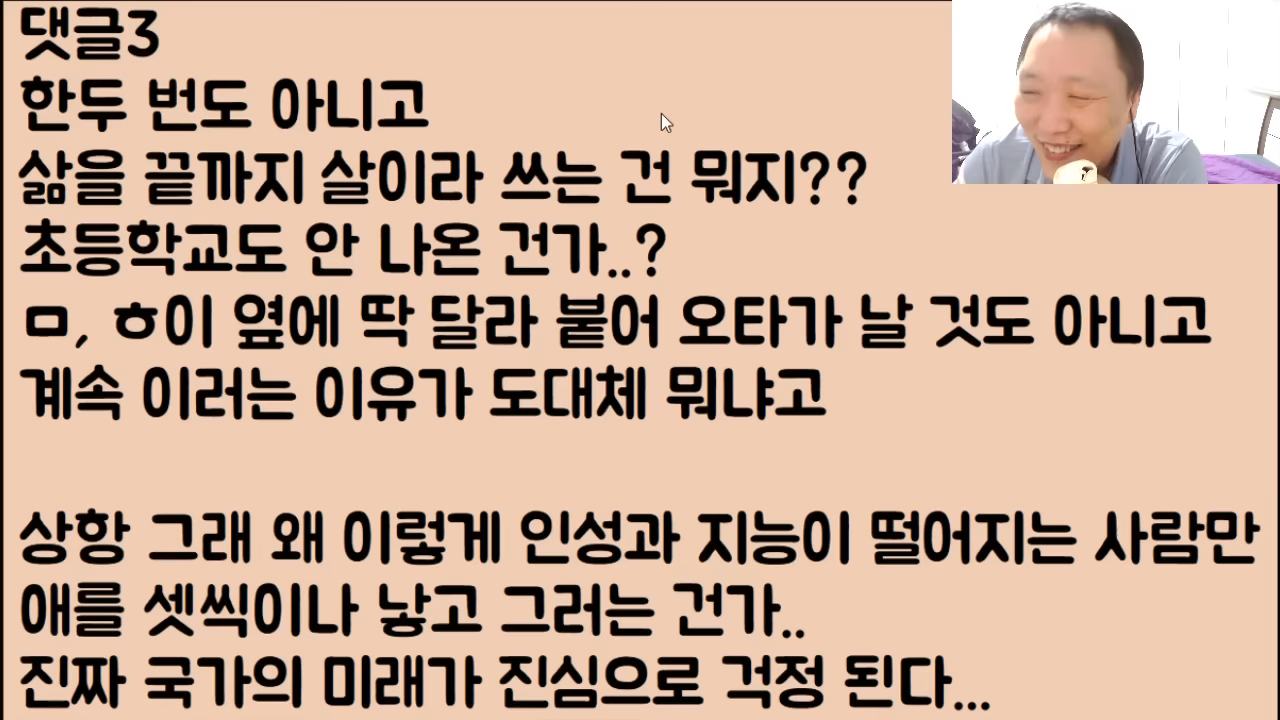 댓글3
한두 번도 아니고
삶을 끝까지 살이라 쓰는 건 뭐지??
초등학교도 안 나온 건가..?
ㅁ, ㅎ이 옆에 딱 달라 붙어 오타가 날 것도 아니고
계속 이러는 이유가 도대체 뭐냐고
상항 그래 왜 이렇게 인성과 지능이 떨어지는 사람만
애를 셋씩이나 낳고 그러는 건가..
진짜 국가의 미래가 진심으로 걱정 된다...